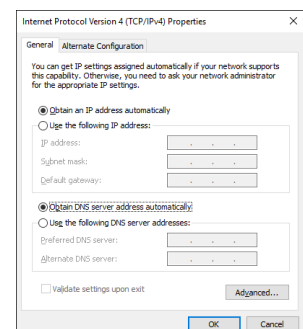 Internet Protocol Version 4 (TCP/IPv4) Properties
General
Alternate Configuration
You can get IP settings assigned automatically if your network supports
this capability. Otherwise, you need to ask your network administrator
for the appropriate IP settings.
Obtain an IP address automatically
Use the following IP address:
IP address:
Subnet mask:
Default gateway:
Obtain DNS server address automatically
Use the following DNS server addresses:
Preferred DNS server:
Alternate DNS server:
Validate settings upon exit
Advanced...
OK
Cancel